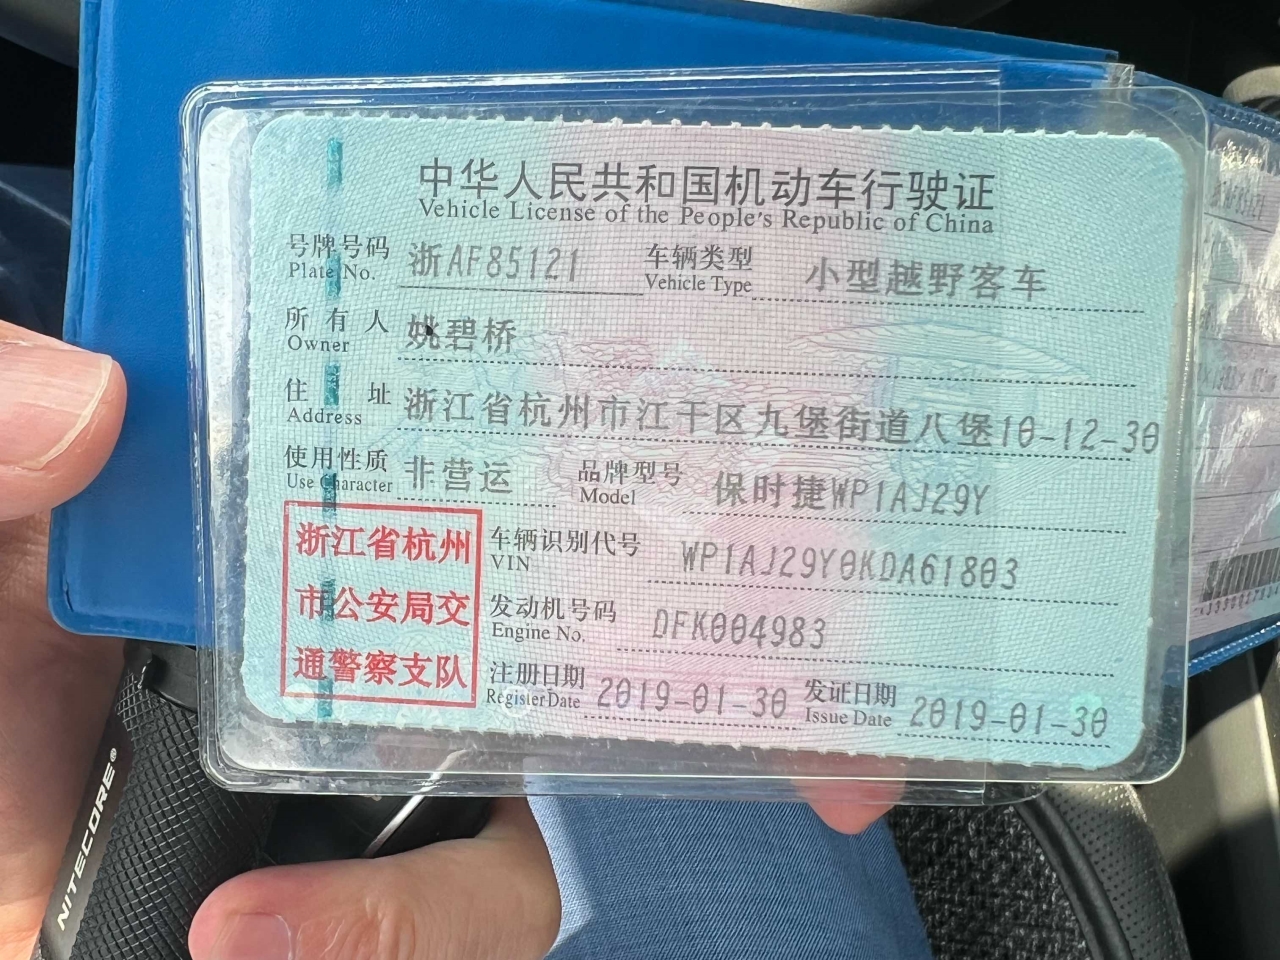 中华人民共和国机动车行驶证
Vehicle License of the People's Republic of China
号牌号码 浙AF85121 车辆类型 小型越野客车
Plate No. Vehicle Type
所有人 姚碧桥
Owner
住址 浙江省杭州市江干区九堡街道八堡10-12-30
Address
使用性质 非营运 品牌型号 保时捷WP1AJ29Y
Use Character Model
浙江省杭州
市公安局交
通警察支队
车辆识别代号 WP1AJ29Y0KDA61803
VIN
发动机号码 DFK004983
Engine No.
注册日期 2019-01-30 发证日期 2019-01-30
Register Date Issue Date
NITECORE®